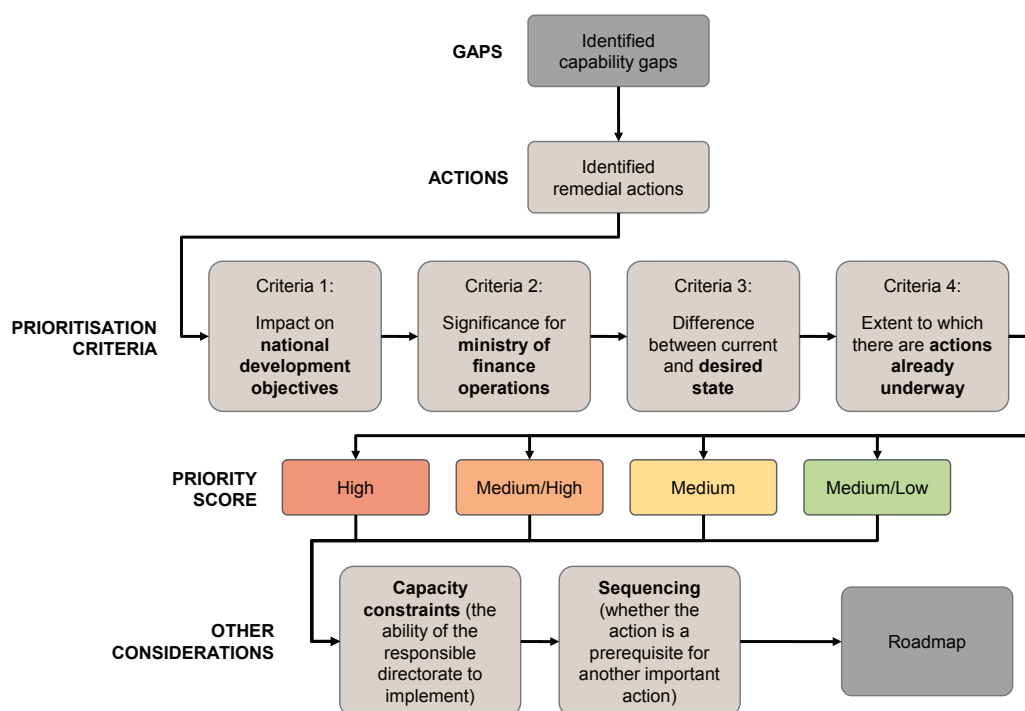 GAPS
Identified
capability gaps
ACTIONS
Identified
remedial actions
PRIORITISATION
CRITERIA
Criteria 1:
Impact on
national
development
objectives
Criteria 2:
Significance for
ministry of
finance
operations
Criteria 3:
Difference
between current
and desired
state
Criteria 4:
Extent to which
there are actions
already
underway
PRIORITY
SCORE
High
Medium/High
Medium
Medium/Low
OTHER
CONSIDERATIONS
Capacity
constraints (the
ability of the
responsible
directorate to
implement)
Sequencing
(whether the
action is a
prerequisite for
another important
action)
Roadmap